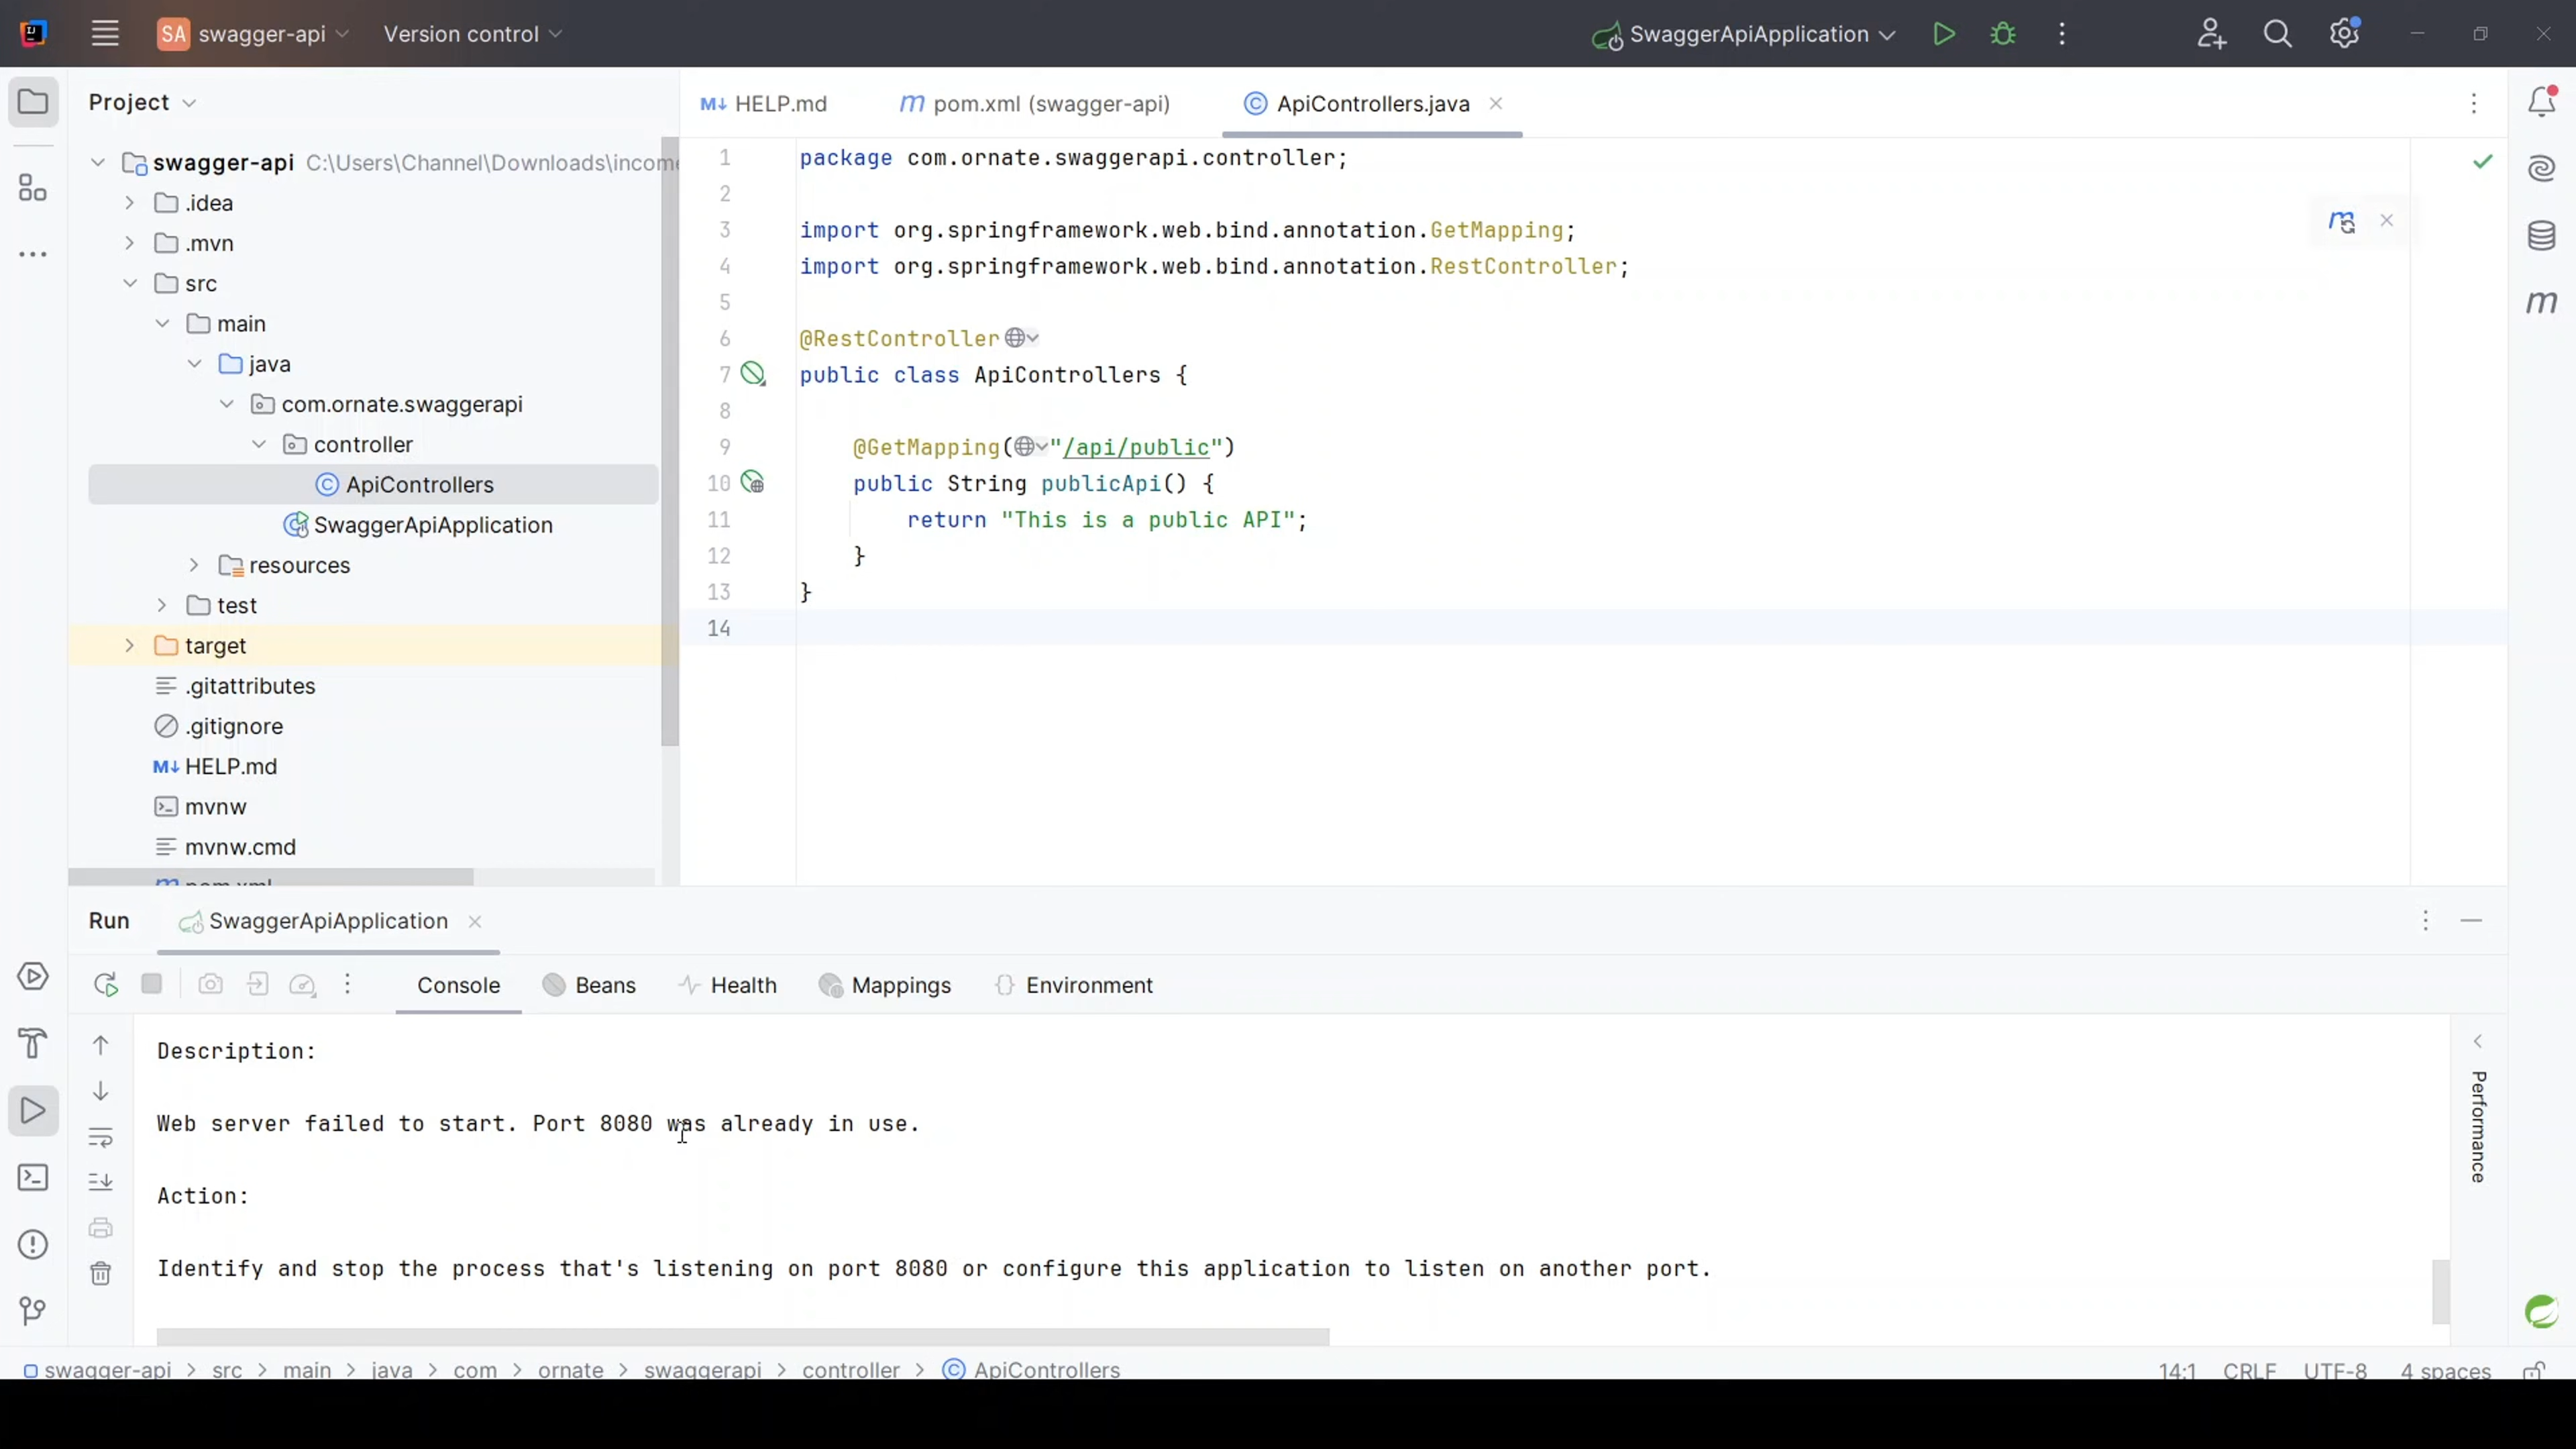 SA swagger-api Version control SwaggerApiApplication
Project
HELP.md pom.xml (swagger-api) ApiControllers.java
swagger-api C:\Users\Channel\Downloads\incom
.idea
.mvn
src
main
java
com.ornate.swaggerapi
controller
ApiControllers
SwaggerApiApplication
resources
test
target
.gitattributes
.gitignore
M↓ HELP.md
mvnw
mvnw.cmd
pom.xml
1 package com.ornate.swaggerapi.controller;
2
3 import org.springframework.web.bind.annotation.GetMapping;
4 import org.springframework.web.bind.annotation.RestController;
5
6 @RestController
7 public class ApiControllers {
8
9 @GetMapping("/api/public")
10 public String publicApi() {
11 return "This is a public API";
12 }
13 }
14
Run SwaggerApiApplication
Console Beans Health Mappings Environment
Description:
Web server failed to start. Port 8080 was already in use.
Action:
Identify and stop the process that's listening on port 8080 or configure this application to listen on another port.
Performance
swagger-api > src > main > java > com > ornate > swaggerapi > controller > ApiControllers
14:1 CRLF UTF-8 4 spaces